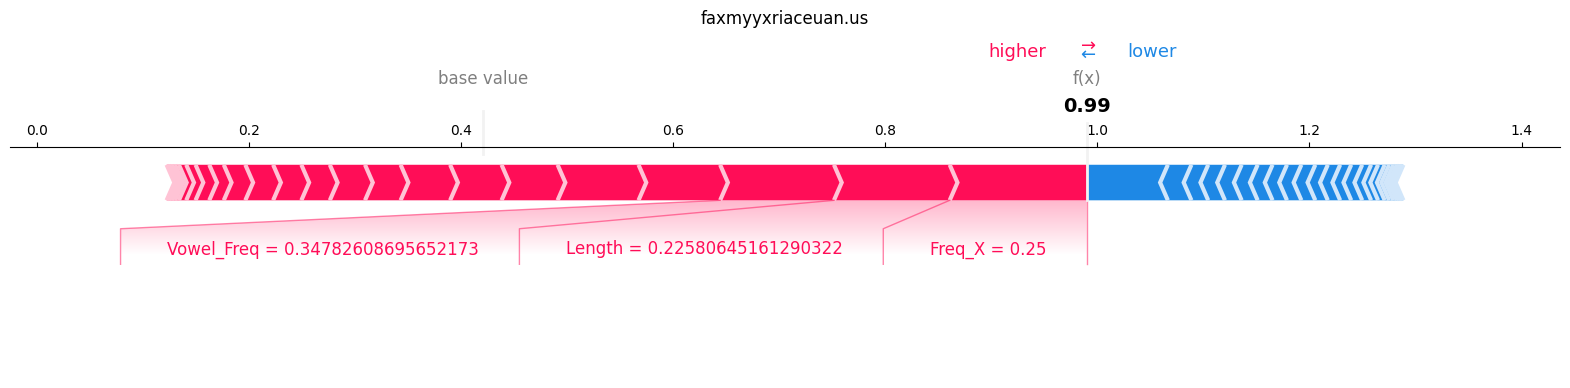 faxmyyxriaceuan.us
higher ⇄ lower
base value f(x)
0.99
0.0 0.2 0.4 0.6 0.8 1.0 1.2 1.4
Vowel_Freq = 0.34782608695652173 Length = 0.22580645161290322 Freq_X = 0.25